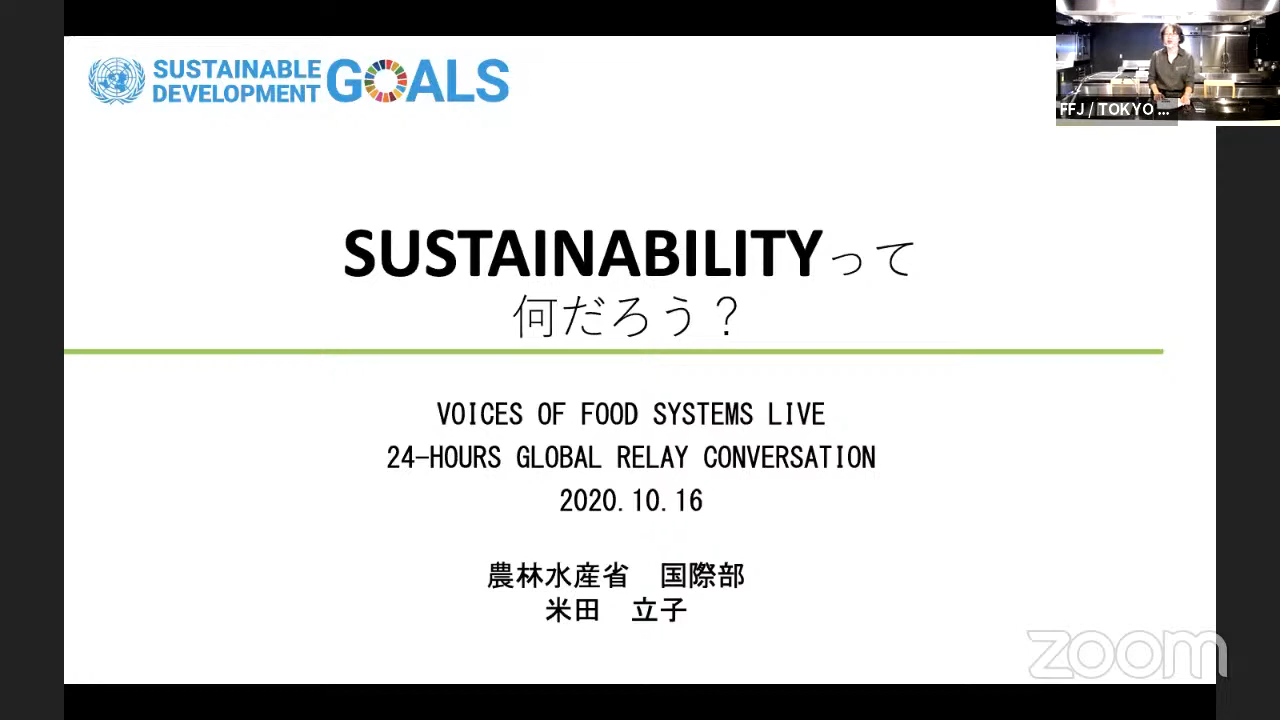 SUSTAINABLE
DEVELOPMENT
GOALS
FFJ / TOKYO ...
SUSTAINABILITYって
何だろう？
VOICES OF FOOD SYSTEMS LIVE
24-HOURS GLOBAL RELAY CONVERSATION
2020.10.16
農林水産省　国際部
米田　立子
zoom